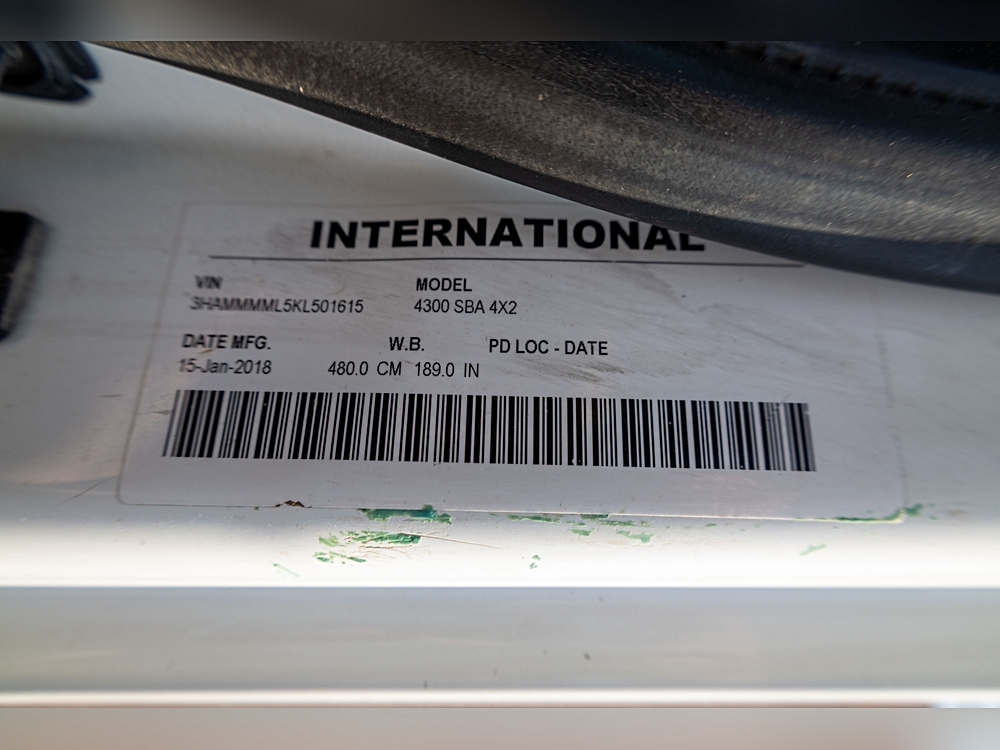 INTERNATIONAL
VIN MODEL
3HAMMMML5KL501615 4300 SBA 4X2
DATE MFG. W.B. PD LOC - DATE
15-Jan-2018 480.0 CM 189.0 IN